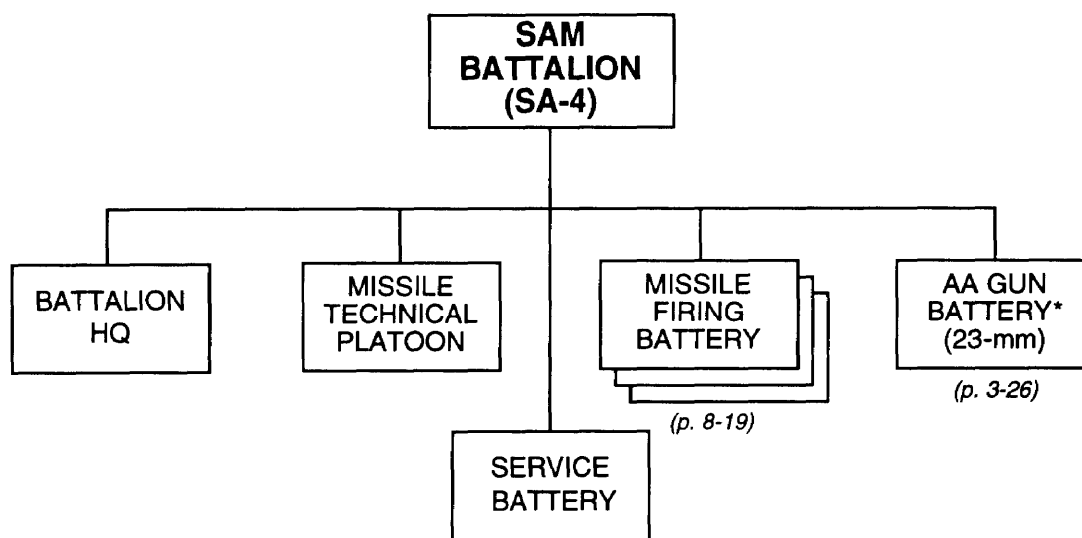 SAM
BATTALION
(SA-4)
BATTALION
HQ
MISSILE
TECHNICAL
PLATOON
MISSILE
FIRING
BATTERY
(p. 8-19)
AA GUN
BATTERY*
(23-mm)
(p. 3-26)
SERVICE
BATTERY